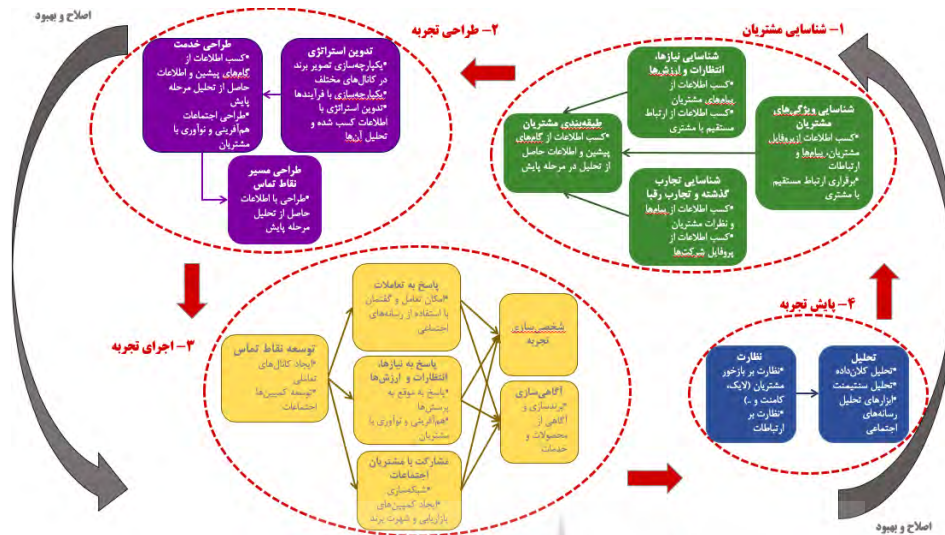 اصلاح و بهبود
۱- شناسایی مشتریان
شناسایی ویژگی‌های
مشتریان
*کسب اطلاعات ازپروفایل
مشتریان، پیام‌ها و
ارتباطات
*برقراری ارتباط مستقیم
با مشتری
شناسایی نیازها،
انتظارات و ارزش‌ها
*کسب اطلاعات از
پیام‌های مشتریان
*کسب اطلاعات از ارتباط
مستقیم با مشتری
شناسایی تجارب
گذشته و تجارب رقبا
*کسب اطلاعات از پیام‌ها
و نظرات مشتریان
*کسب اطلاعات از
پروفایل شرکت‌ها
طبقه‌بندی مشتریان
*کسب اطلاعات از گام‌های
پیشین و اطلاعات حاصل
از تحلیل در مرحله پایش
۲- طراحی تجربه
تدوین استراتژی
*یکپارچه‌سازی تصویر برند
در کانال‌های مختلف
*یکپارچه‌سازی با فرآیندها
*تدوین استراتژی با
اطلاعات کسب شده و
تحلیل آن‌ها
طراحی خدمت
*کسب اطلاعات از
گام‌های پیشین و اطلاعات
حاصل از تحلیل مرحله
پایش
*طراحی اجتماعات
هم‌آفرینی و نوآوری با
مشتریان
طراحی مسیر
نقاط تماس
*طراحی با اطلاعات
حاصل از تحلیل
مرحله پایش
۳- اجرای تجربه
توسعه نقاط تماس
*ایجاد کانال‌های
تعاملی
*توسعه کمپین‌ها
اجتماعات
پاسخ به تعاملات
*امکان تعامل و گفتمان
با استفاده از رسانه‌های
اجتماعی
پاسخ به نیازها،
انتظارات و ارزش‌ها
*پاسخ به موقع به
پرسش‌ها
*هم‌آفرینی و نوآوری با
مشتریان
مشارکت با مشتریان
اجتماعات
*شبکه‌سازی
*ایجاد کمپین‌های
بازاریابی و شهرت برند
شخصی‌سازی
تجربه
آگاهی‌سازی
*برندسازی و
آگاهی از
محصولات و
خدمات
۴- پایش تجربه
نظارت
*نظارت بر بازخور
مشتریان (لایک،
کامنت و ..)
*نظارت بر
ارتباطات
تحلیل
*تحلیل کلان‌داده
*تحلیل سنتیمنت
*ابزارهای تحلیل
رسانه‌های
اجتماعی
اصلاح و بهبود